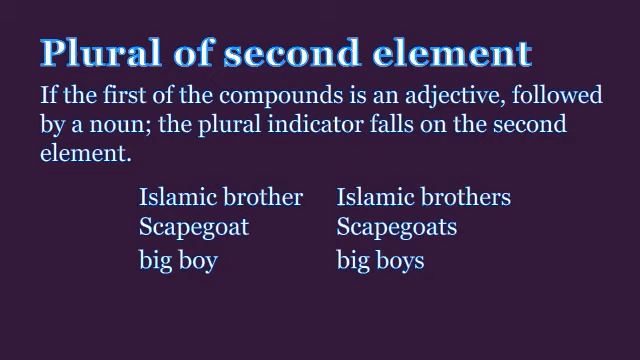 Plural of second element
If the first of the compounds is an adjective, followed
by a noun; the plural indicator falls on the second
element.
Islamic brother Islamic brothers
Scapegoat Scapegoats
big boy big boys